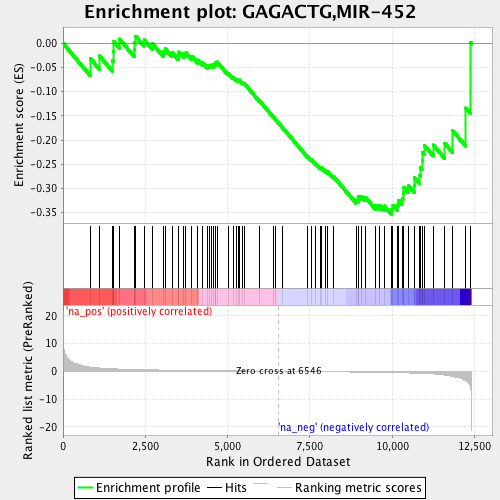 Enrichment plot: GAGACTG,MIR-452
Enrichment score (ES)
0.00
-0.05
-0.10
-0.15
-0.20
-0.25
-0.30
-0.35
'na_pos' (positively correlated)
Ranked list metric (PreRanked)
20
10
0
-10
-20
Zero cross at 6546
'na_neg' (negatively correlated)
0
2,500
5,000
7,500
10,000
12,500
Rank in Ordered Dataset
Enrichment profile
Hits
Ranking metric scores